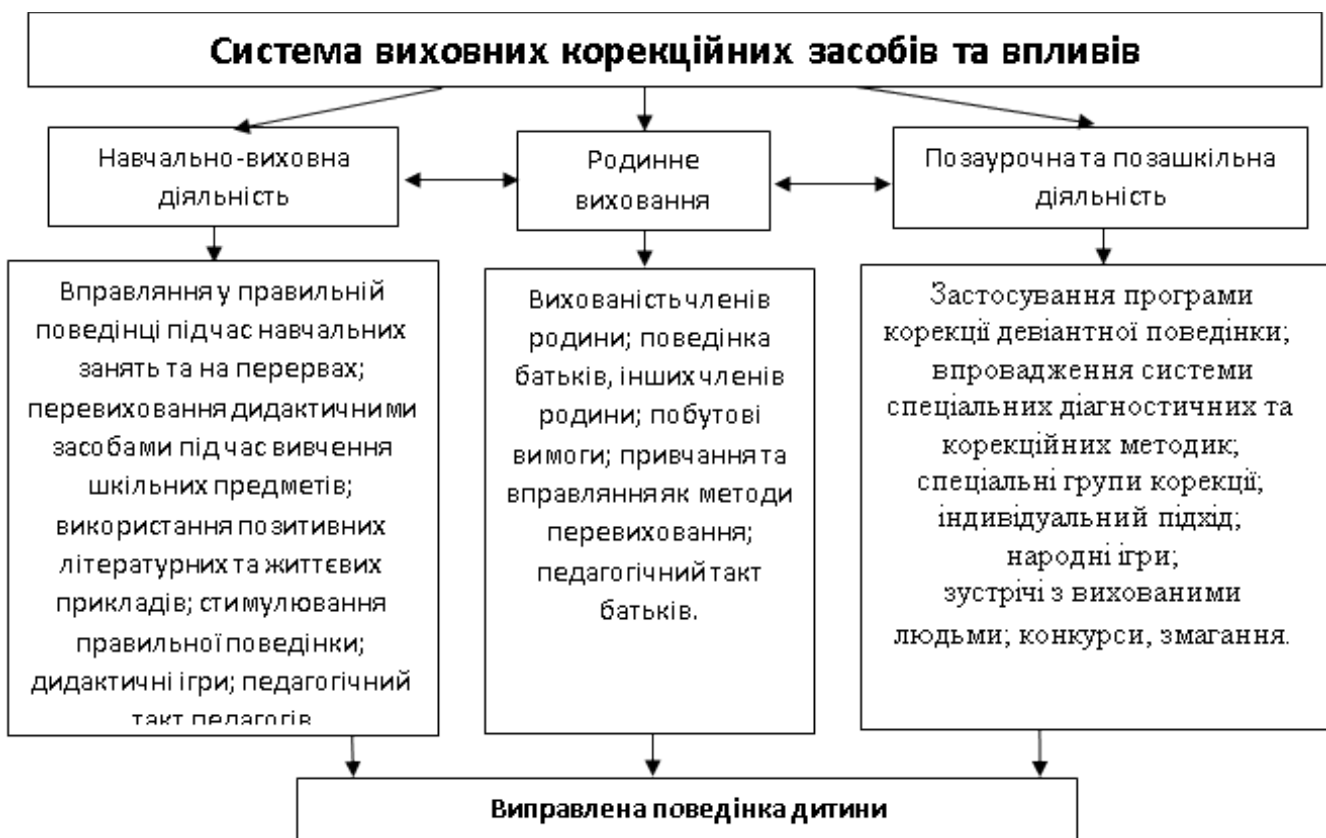 Система виховних корекційних засобів та впливів
Навчально-виховна
діяльність
Родинне
виховання
Позаурочна та позашкільна
діяльність
Вправляння у правильній
поведінці під час навчальних
занять та на перервах;
перевиховання дидактичними
засобами під час вивчення
шкільних предметів;
використання позитивних
літературних та життєвих
прикладів; стимулювання
правильної поведінки;
дидактичні ігри; педагогічний
такт педагогів
Вихованість членів
родини; поведінка
батьків, інших членів
родини; побутові
вимоги; привчання та
вправляння як методи
перевиховання;
педагогічний такт
батьків.
Застосування програми
корекції девіантної поведінки;
впровадження системи
спеціальних діагностичних та
корекційних методик;
спеціальні групи корекції;
індивідуальний підхід;
народні ігри;
зустрічі з вихованими
людьми; конкурси, змагання.
Виправлена поведінка дитини